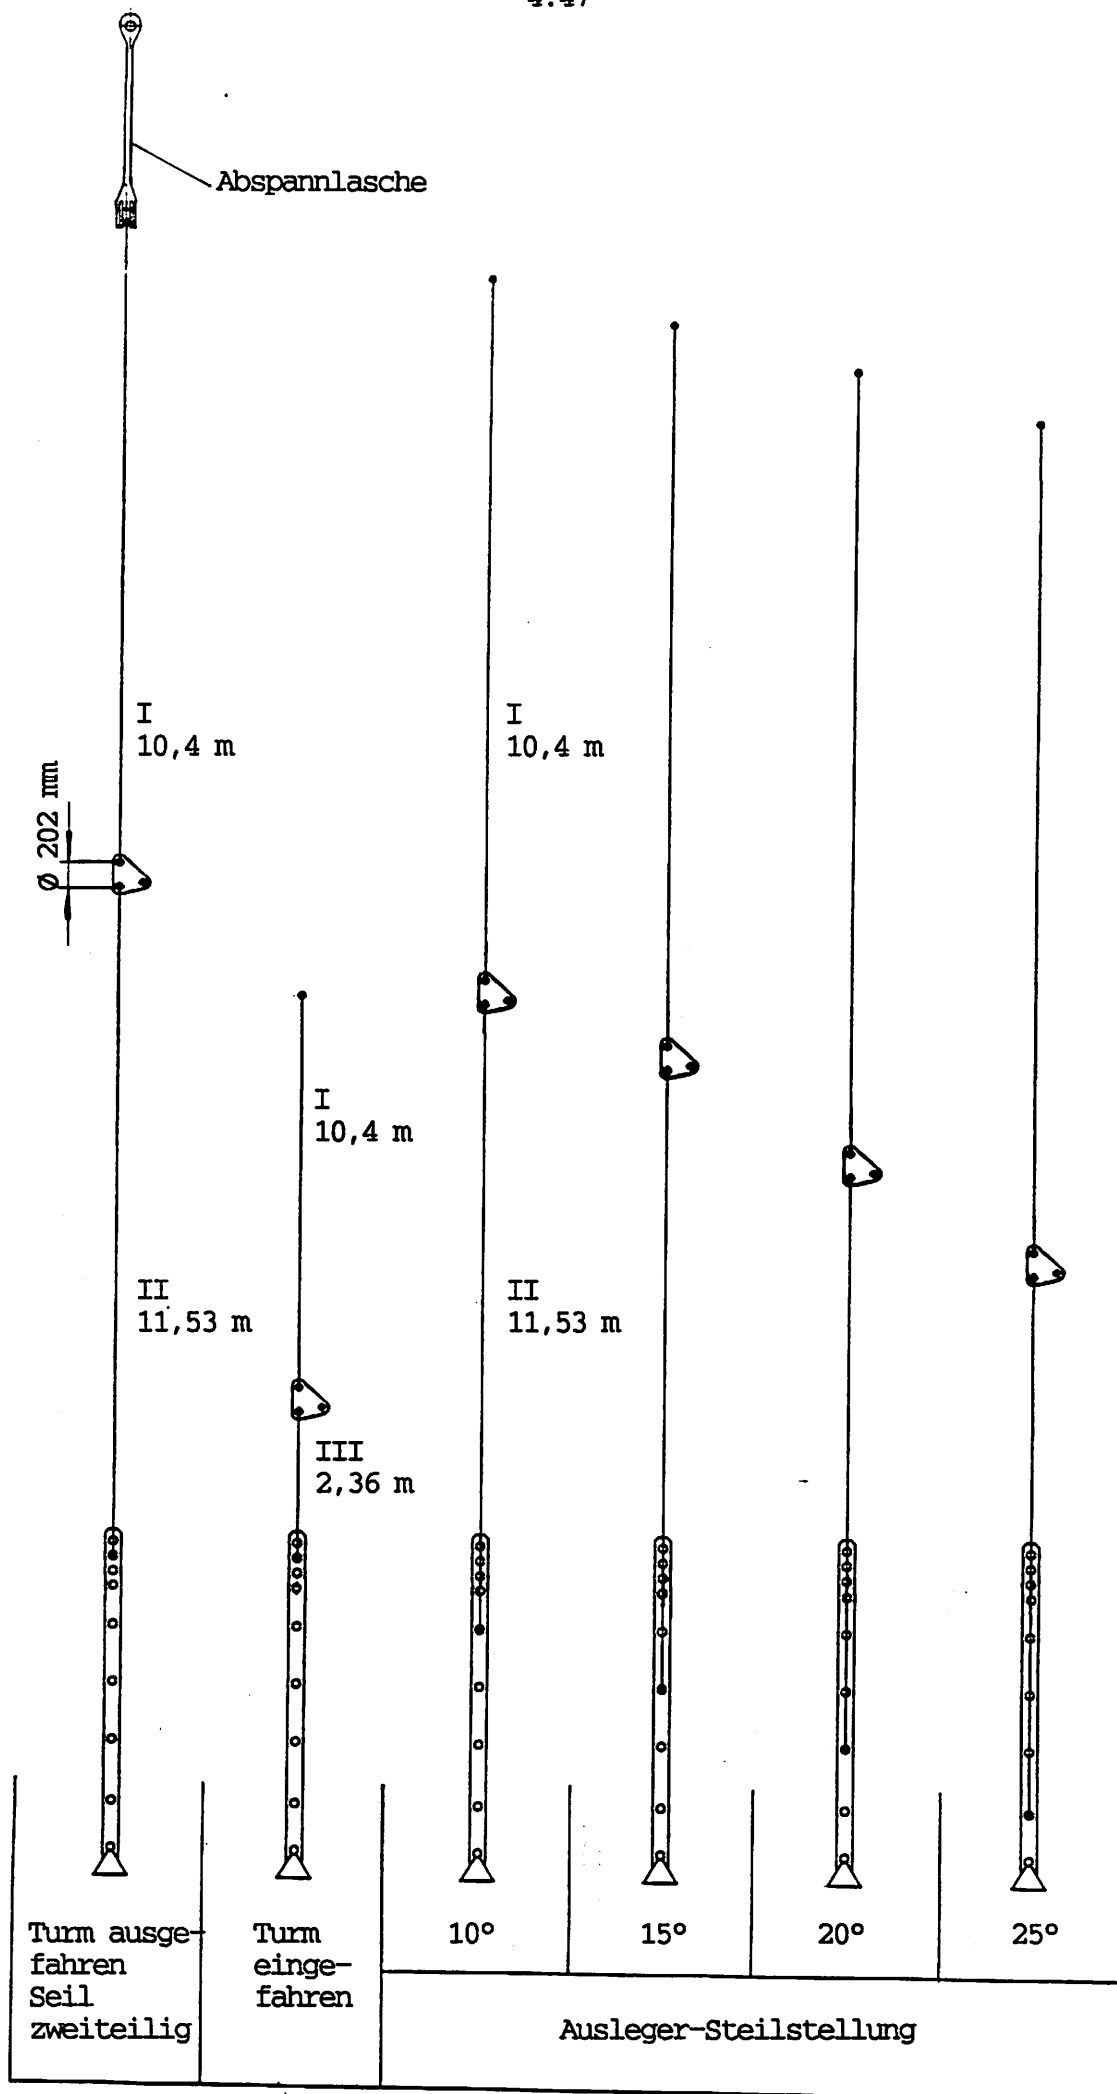 4.47
Abspannlasche
I
10,4 m
I
10,4 m
Ø 202 mm
I
10,4 m
II
11,53 m
II
11,53 m
III
2,36 m
Turm ausge-
fahren
Seil
zweiteilig
Turm
einge-
fahren
10°
15°
20°
25°
Ausleger-Steilstellung